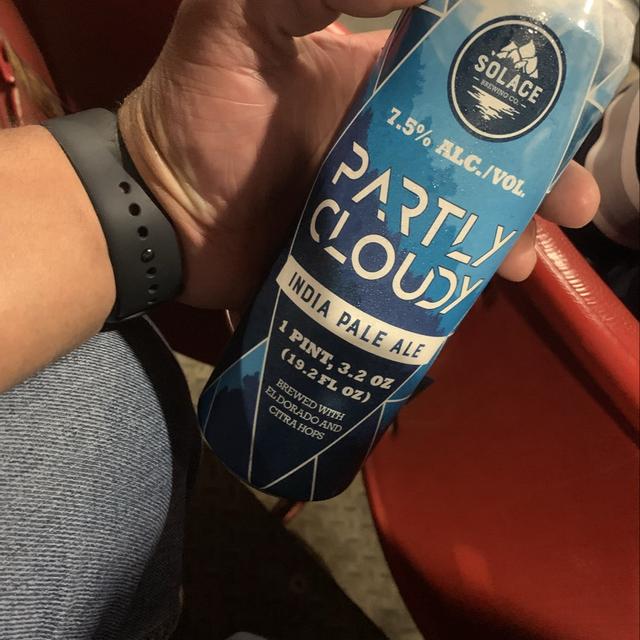 SOLACE
BREWING CO.
7.5% ALC./VOL.
PARTLY
CLOUDY
INDIA PALE ALE
1 PINT, 3.2 OZ
(19.2 FL OZ)
BREWED WITH
ELDORADO AND
CITRA HOPS